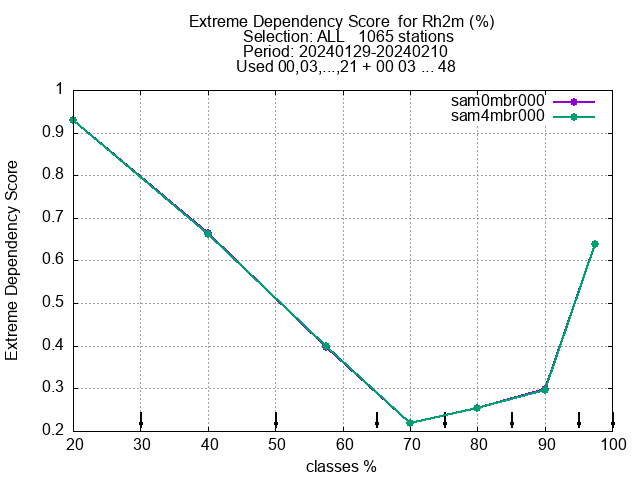 Extreme Dependency Score  for Rh2m (%)
Selection: ALL   1065 stations
Period: 20240129-20240210
Used 00,03,...,21 + 00 03 ... 48
sam0mbr000
sam4mbr000
1
0.9
0.8
0.7
0.6
0.5
0.4
0.3
0.2
Extreme Dependency Score
20 30 40 50 60 70 80 90 100
classes %